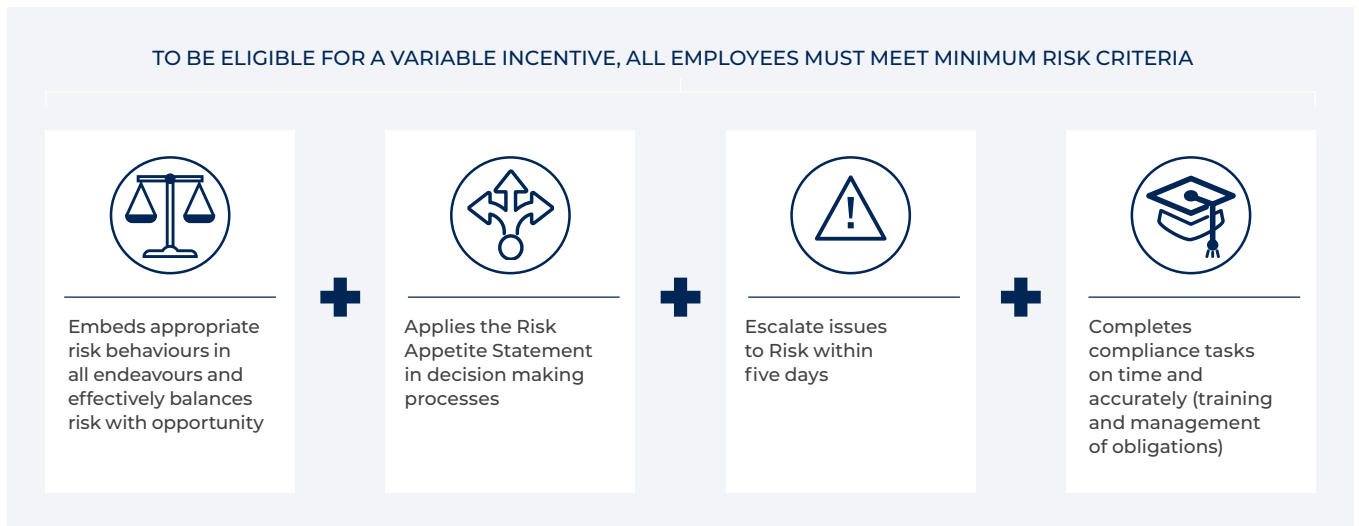 TO BE ELIGIBLE FOR A VARIABLE INCENTIVE, ALL EMPLOYEES MUST MEET MINIMUM RISK CRITERIA
Embeds appropriate
risk behaviours in
all endeavours and
effectively balances
risk with opportunity
Applies the Risk
Appetite Statement
in decision making
processes
Escalate issues
to Risk within
five days
Completes
compliance tasks
on time and
accurately (training
and management
of obligations)